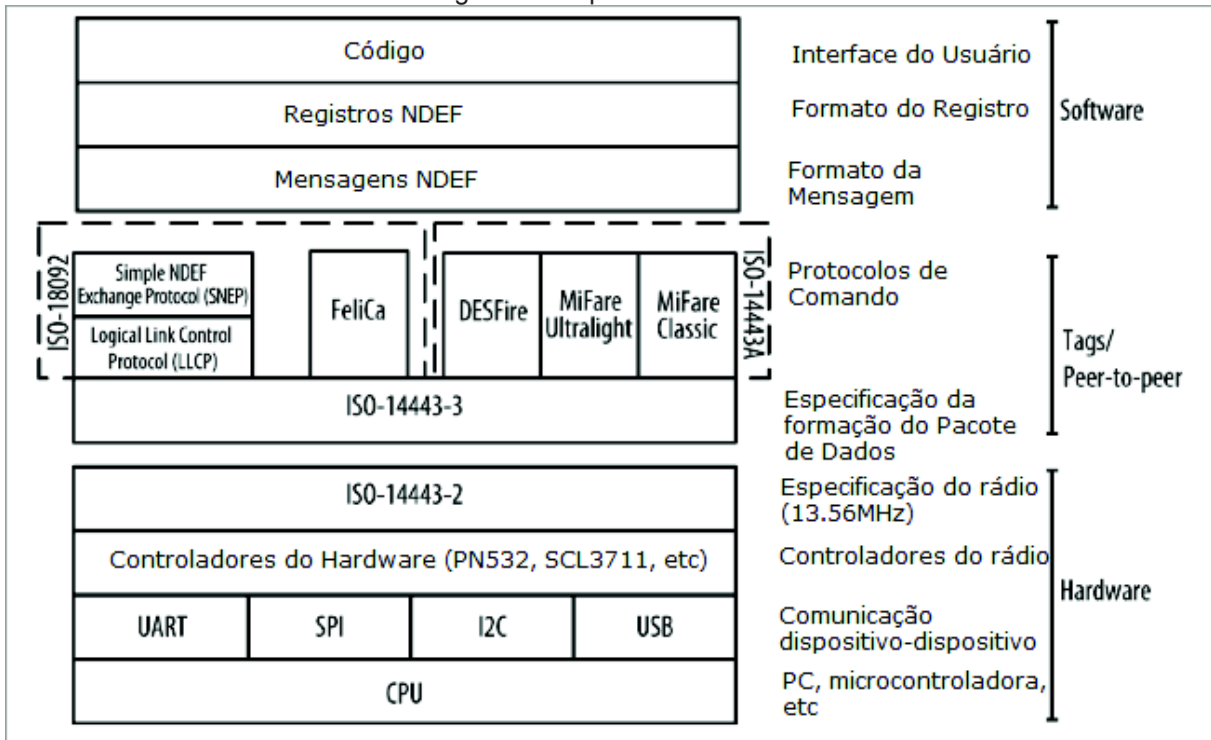 Código
Interface do Usuário
Registros NDEF
Formato do Registro
Software
Mensagens NDEF
Formato da
Mensagem
ISO-18092
Simple NDEF
Exchange Protocol (SNEP)
Logical Link Control
Protocol (LLCP)
FeliCa
DESFire
MiFare
Ultralight
MiFare
Classic
ISO-14443A
Protocolos de
Comando
Tags/
Peer-to-peer
ISO-14443-3
Especificação da
formação do Pacote
de Dados
ISO-14443-2
Especificação do rádio
(13.56MHz)
Controladores do Hardware (PN532, SCL3711, etc)
Controladores do rádio
Hardware
UART
SPI
I2C
USB
Comunicação
dispositivo-dispositivo
CPU
PC, microcontroladora,
etc